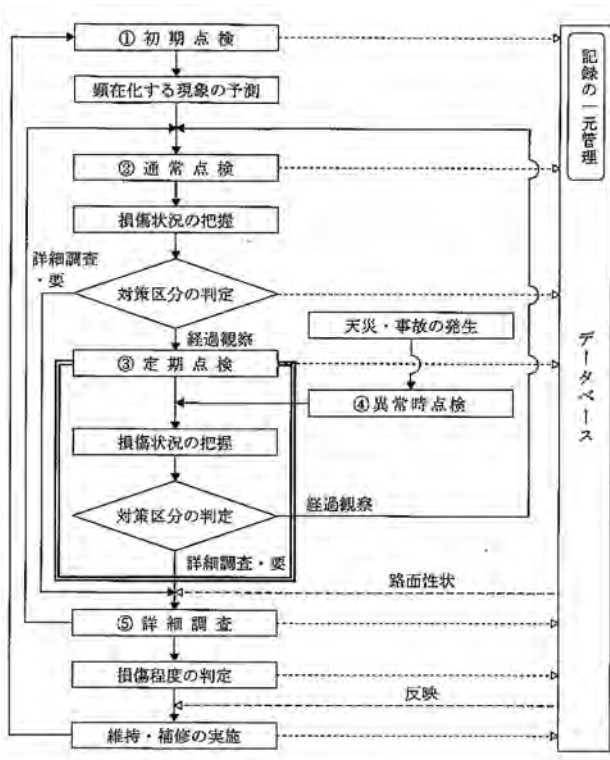 ① 初 期 点 検
顕在化する現象の予測
② 通 常 点 検
損傷状況の把握
詳細調査
・要
対策区分の判定
経過観察
天災・事故の発生
③ 定 期 点 検
④異常時点検
損傷状況の把握
対策区分の判定
経過観察
詳細調査・要
路面性状
⑤ 詳 細 調 査
損傷程度の判定
反映
維持・補修の実施
記録の一元管理
データベース